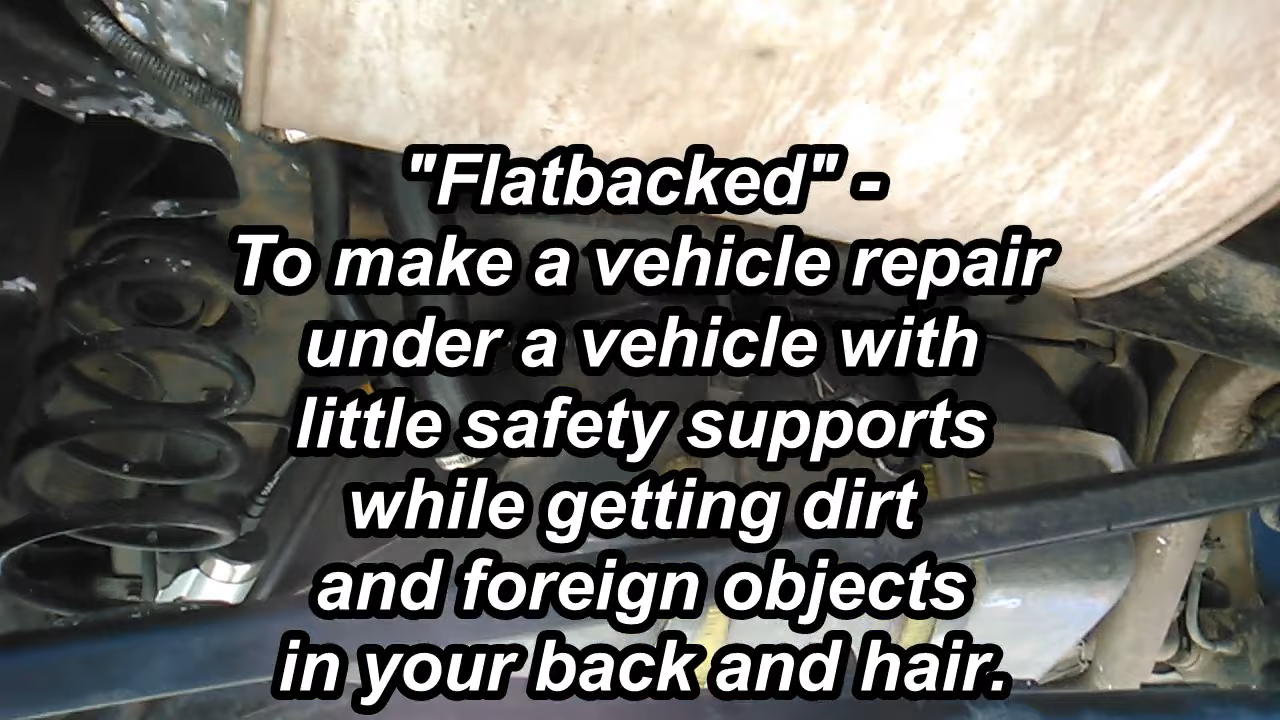 "Flatbacked" -
To make a vehicle repair
under a vehicle with
little safety supports
while getting dirt
and foreign objects
in your back and hair.